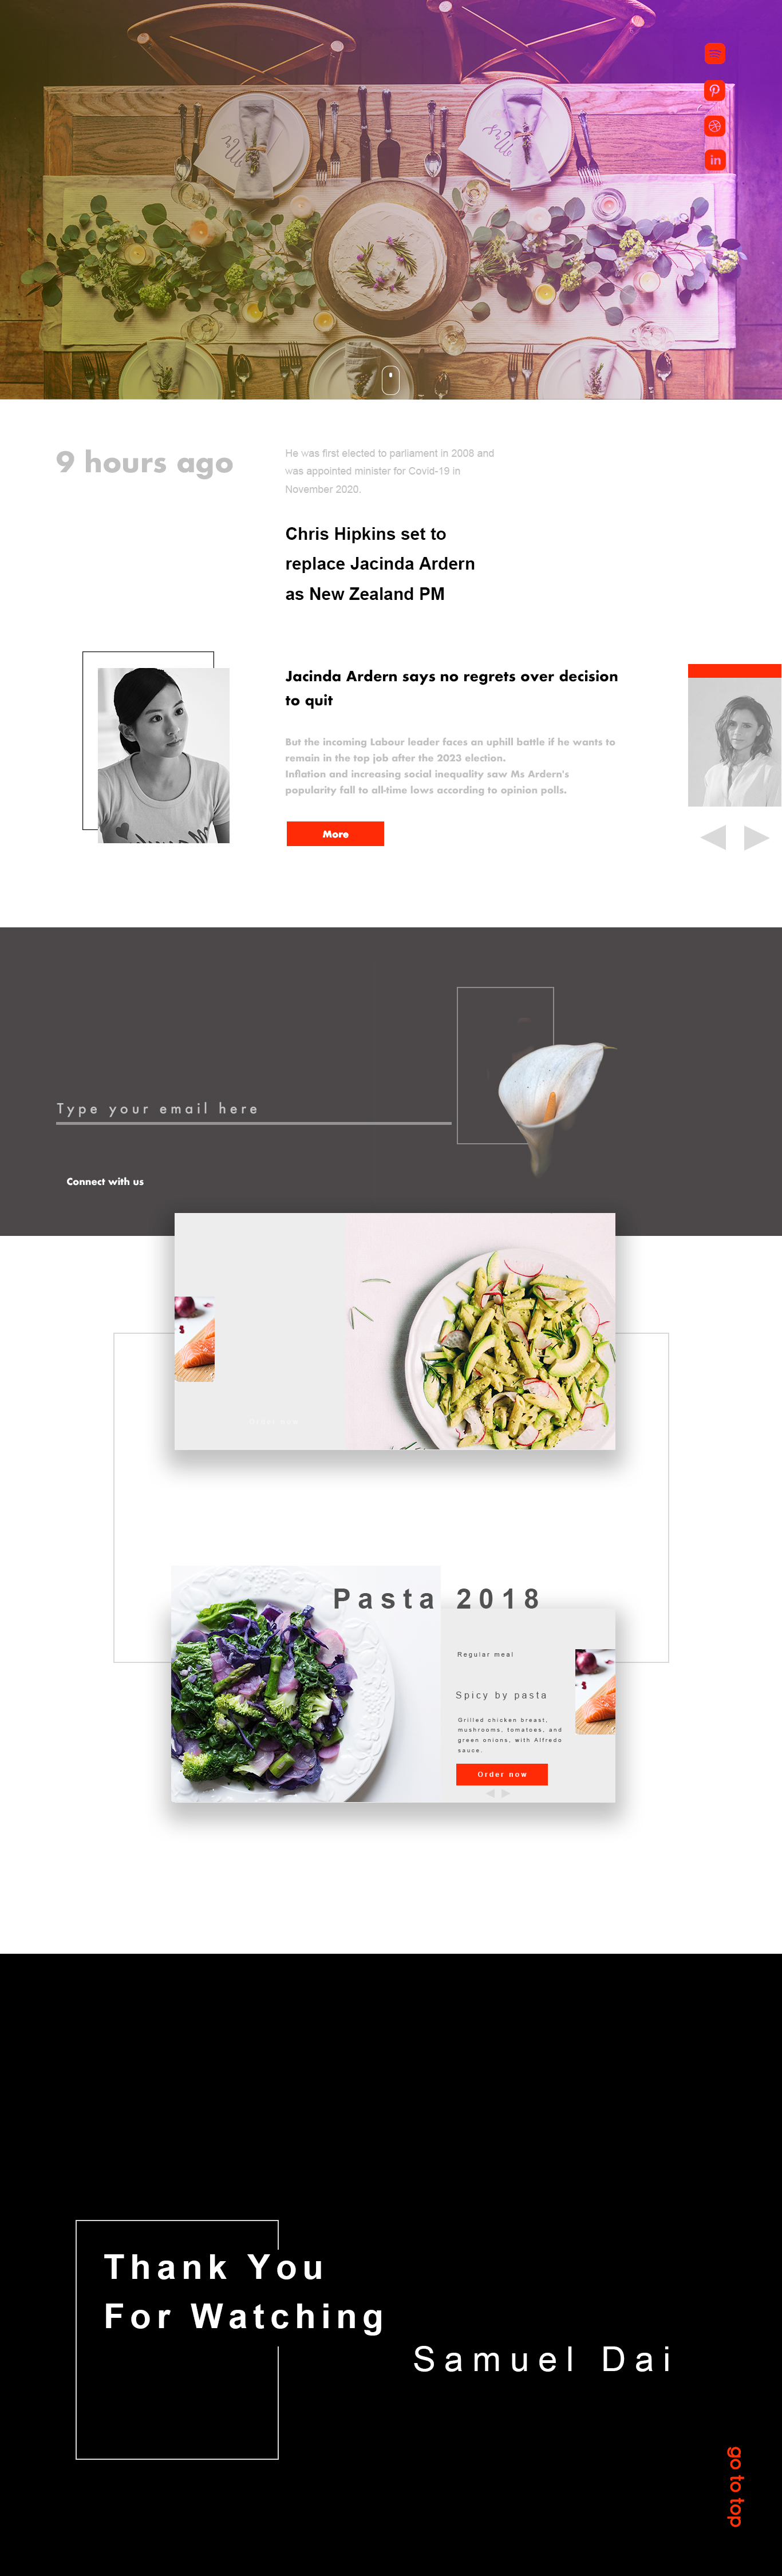 9 hours ago
He was first elected to parliament in 2008 and
was appointed minister for Covid-19 in
November 2020.
Chris Hipkins set to
replace Jacinda Ardern
as New Zealand PM
Jacinda Ardern says no regrets over decision
to quit
But the incoming Labour leader faces an uphill battle if he wants to
remain in the top job after the 2023 election.
Inflation and increasing social inequality saw Ms Ardern's
popularity fall to all-time lows according to opinion polls.
More
Type your email here
Connect with us
Pasta 2018
Regular meal
Spicy by pasta
Grilled chicken breast,
mushrooms, tomatoes, and
green onions, with Alfredo
sauce.
Order now
Thank You
For Watching
Samuel Dai
go to top